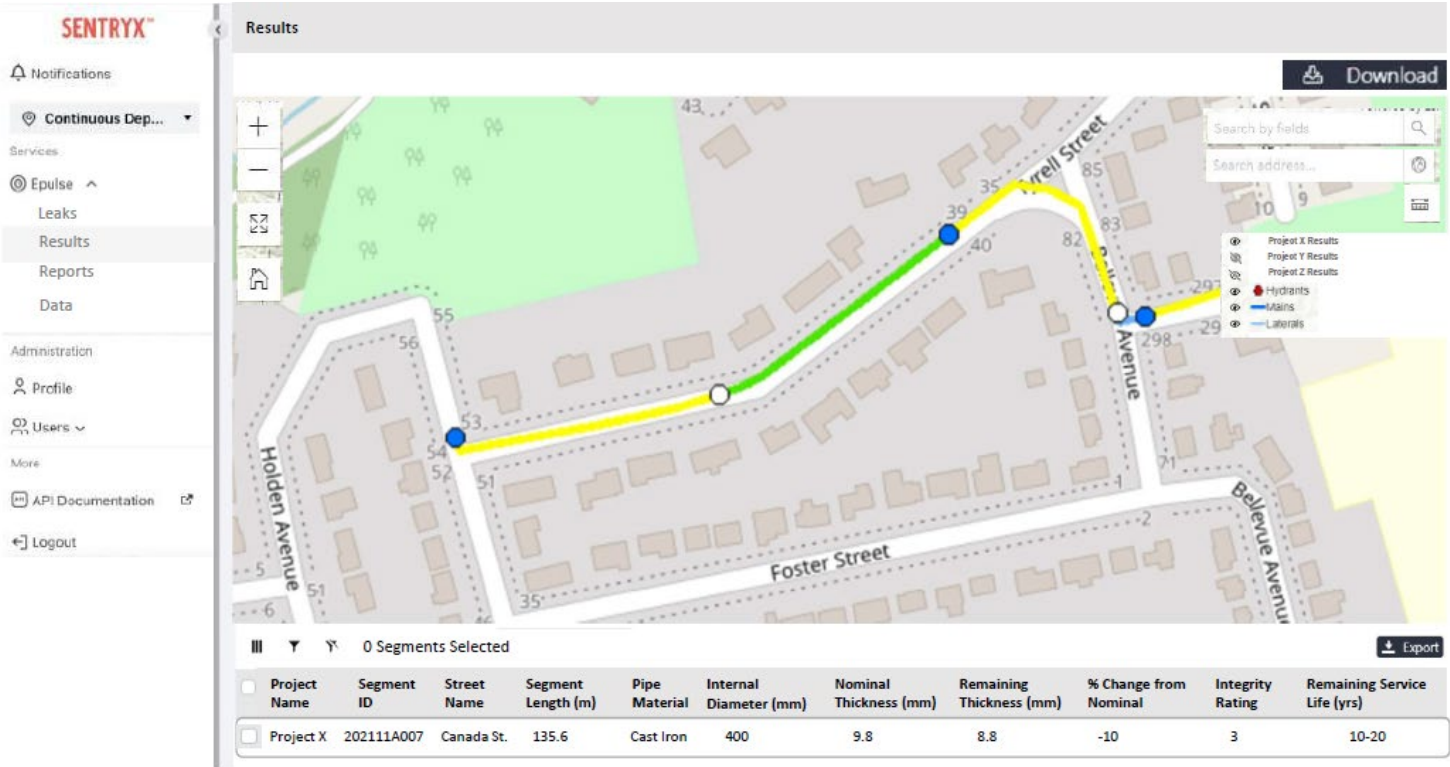 SENTRYX™
Notifications
Continuous Dep...
Services
Epulse
Leaks
Results
Reports
Data
Administration
Profile
Users
More
API Documentation
Logout
Results
Download
Search by fields
Search address...
Project X Results
Project Y Results
Project Z Results
Hydrants
Mains
Laterals
43
35
85
39
40
83
82
10
9
298
55
56
53
54
52
51
71
1
2
5
6
51
35
Holden Avenue
Foster Street
Avenue
Bellevue Avenue
0 Segments Selected
Export
Project Name Segment ID Street Name Segment Length (m) Pipe Material Internal Diameter (mm) Nominal Thickness (mm) Remaining Thickness (mm) % Change from Nominal Integrity Rating Remaining Service Life (yrs)
Project X 202111A007 Canada St. 135.6 Cast Iron 400 9.8 8.8 -10 3 10-20